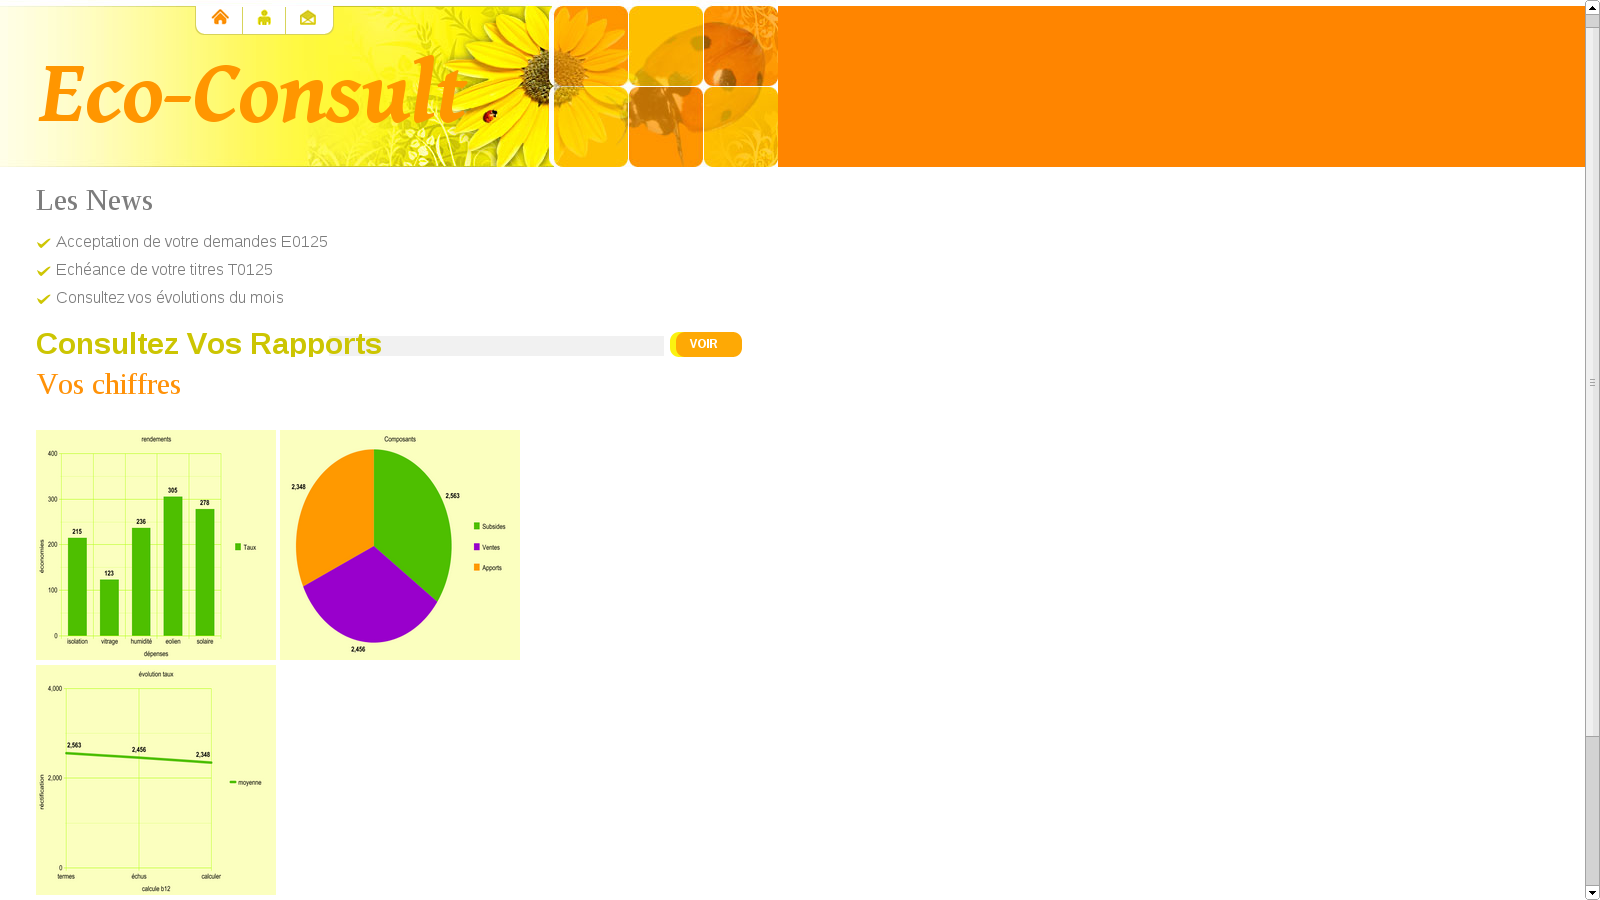 Eco-Consult
Les News
Acceptation de votre demandes E0125
Echéance de votre titres T0125
Consultez vos évolutions du mois
Consultez Vos Rapports
VOIR
Vos chiffres
rendements
400
300
200
100
0
économies
215
123
236
305
278
isolation vitrage humidité eolien solaire
dépenses
Taux
Composants
2,348
2,563
2,456
Subsides
Ventes
Apports
évolution taux
4,000
2,000
0
réctification
2,563
2,456
2,348
termes échus calculer
calcule b12
moyenne